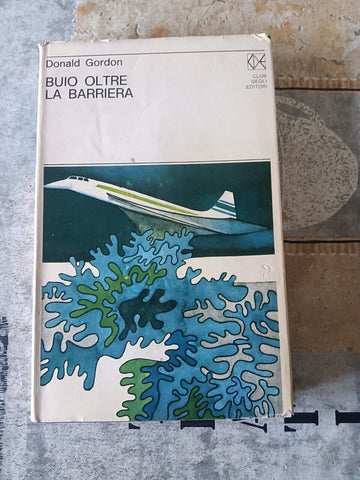 Donald Gordon
BUIO OLTRE
LA BARRIERA
CLUB
DEGLI
EDITORI